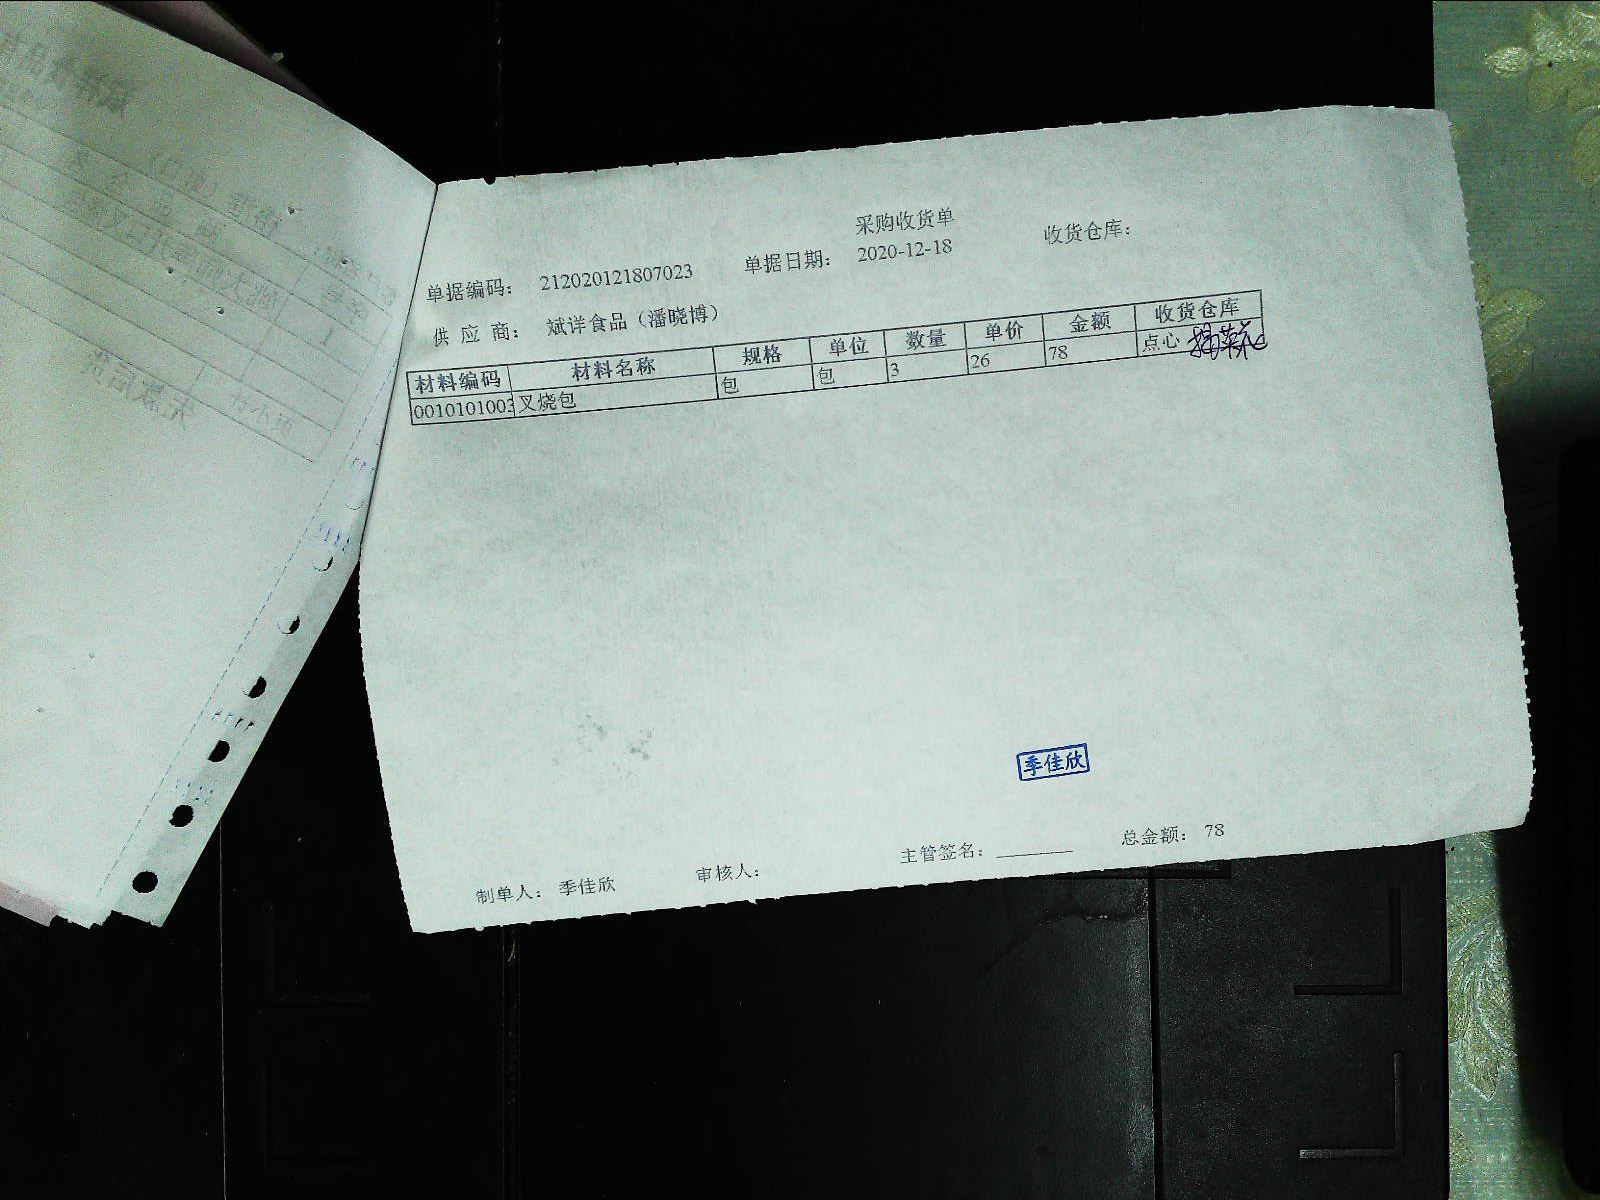 采购收货单
单据编码： 212020121807023 单据日期： 2020-12-18 收货仓库：
供 应 商： 斌详食品（潘晓博）
材料编码 材料名称 规格 单位 数量 单价 金额 收货仓库
0010101003 叉烧包 包 包 3 26 78 点心
季佳欣
制单人： 季佳欣 审核人： 主管签名： ________ 总金额： 78